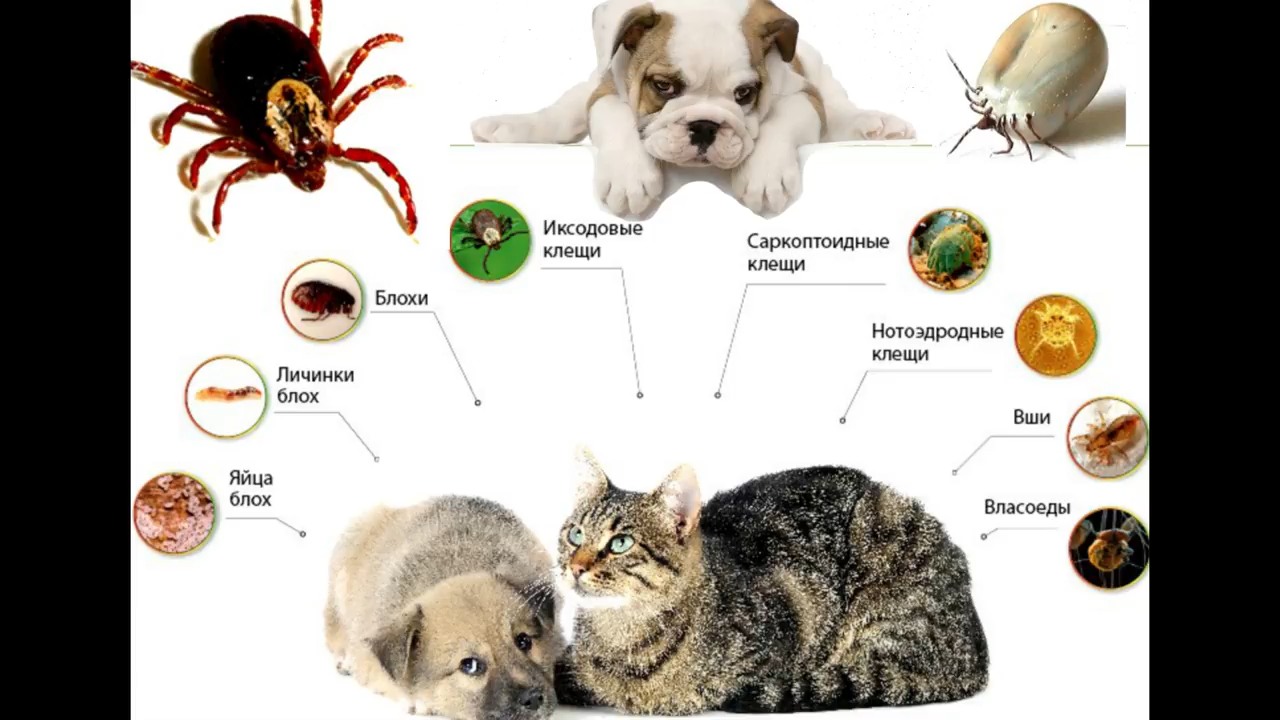 Иксодовые
клещи
Саркоптоидные
клещи
Блохи
Нотоэдродные
клещи
Личинки
блох
Вши
Яйца
блох
Власоеды